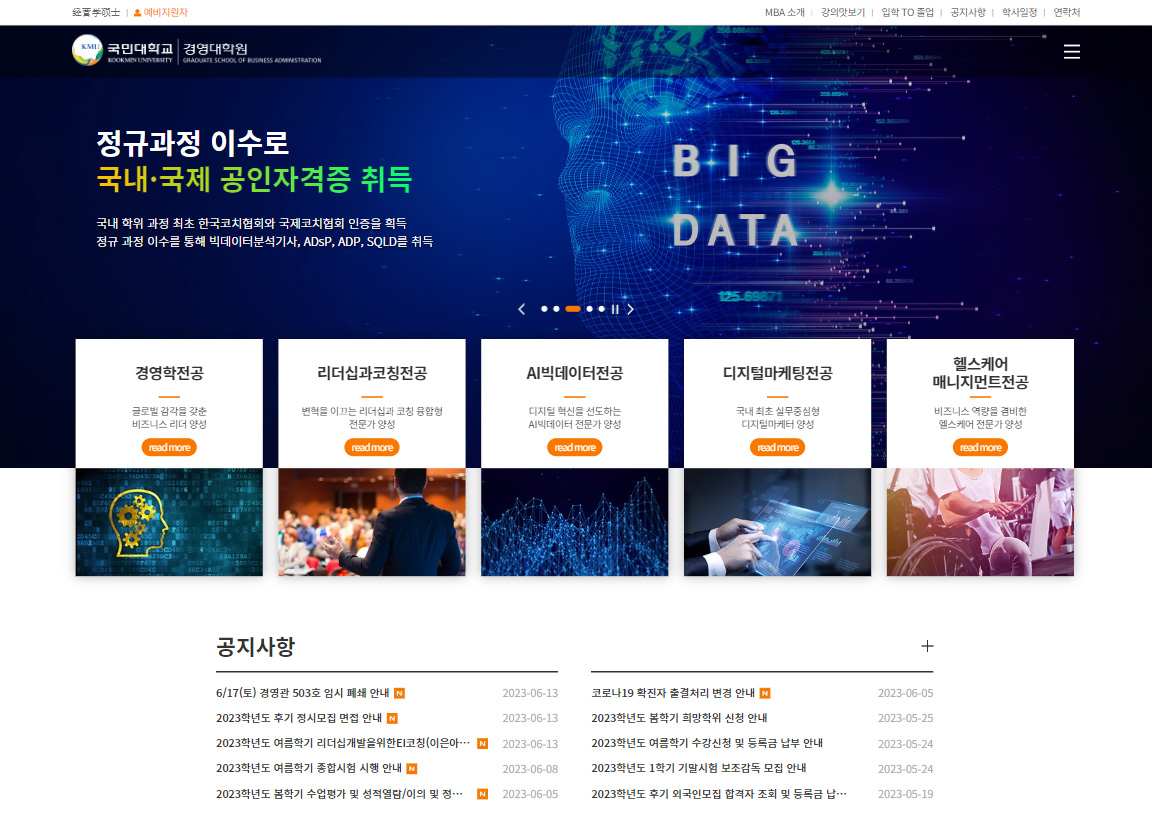 예비지원자
MBA 소개
강의맛보기
입학 TO 졸업
공지사항
학사일정
연락처
KMU
국민대학교
경영대학원
KOOKMIN UNIVERSITY
GRADUATE SCHOOL OF BUSINESS ADMINISTRATION
정규과정 이수로
국내·국제 공인자격증 취득
국내 학위 과정 최초 한국코치협회와 국제코치협회 인증을 획득
정규 과정 이수를 통해 빅데이터분석기사, ADsP, ADP, SQLD를 취득
BIG
DATA
125.69871
경영학전공
글로벌 감각을 갖춘
비즈니스 리더 양성
read more
리더십과코칭전공
변혁을 이끄는 리더십과 코칭 융합형
전문가 양성
read more
AI빅데이터전공
디지털 혁신을 선도하는
AI빅데이터 전문가 양성
read more
디지털마케팅전공
국내 최초 실무중심형
디지털마케터 양성
read more
헬스케어
매니지먼트전공
비즈니스 역량을 겸비한
헬스케어 전문가 양성
read more
공지사항
6/17(토) 경영관 503호 임시 폐쇄 안내 N 2023-06-13
2023학년도 후기 정시모집 면접 안내 N 2023-06-13
2023학년도 여름학기 리더십개발을위한EI코칭(이은아… N 2023-06-13
2023학년도 여름학기 종합시험 시행 안내 N 2023-06-08
2023학년도 봄학기 수업평가 및 성적열람/이의 및 정… N 2023-06-05
코로나19 확진자 출결처리 변경 안내 N 2023-06-05
2023학년도 봄학기 희망학위 신청 안내 2023-05-25
2023학년도 여름학기 수강신청 및 등록금 납부 안내 2023-05-24
2023학년도 1학기 기말시험 보조감독 모집 안내 2023-05-24
2023학년도 후기 외국인모집 합격자 조회 및 등록금 납… 2023-05-19